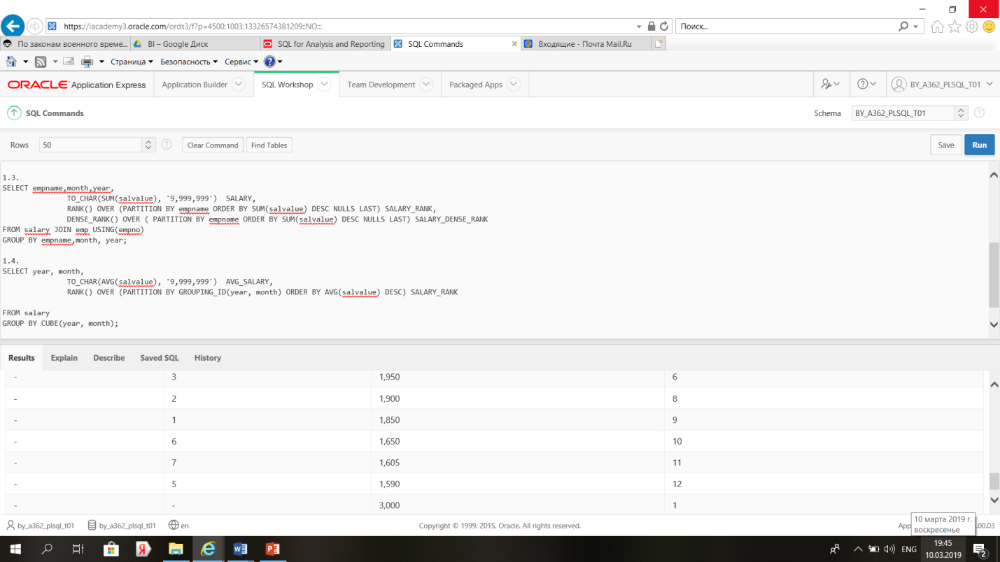 https://iacademy3.oracle.com/ords3/f?p=4500:1003:13326574381209::NO:::
Поиск...
По законам военного време...
BI – Google Диск
SQL for Analysis and Reporting
SQL Commands
Входящие - Почта Mail.Ru
Страница
Безопасность
Сервис
ORACLE Application Express
Application Builder
SQL Workshop
Team Development
Packaged Apps
BY_A362_PLSQL_T01
SQL Commands
Schema
BY_A362_PLSQL_T01
Rows
50
Clear Command
Find Tables
Save
Run
1.3.
SELECT empname,month,year,
TO_CHAR(SUM(salvalue), '9,999,999')  SALARY,
RANK() OVER (PARTITION BY empname ORDER BY SUM(salvalue) DESC NULLS LAST) SALARY_RANK,
DENSE_RANK() OVER ( PARTITION BY empname ORDER BY SUM(salvalue) DESC NULLS LAST) SALARY_DENSE_RANK
FROM salary JOIN emp USING(empno)
GROUP BY empname,month, year;
1.4.
SELECT year, month,
TO_CHAR(AVG(salvalue), '9,999,999')  AVG_SALARY,
RANK() OVER (PARTITION BY GROUPING_ID(year, month) ORDER BY AVG(salvalue) DESC) SALARY_RANK
FROM salary
GROUP BY CUBE(year, month);
Results
Explain
Describe
Saved SQL
History
- 3 1,950 6
- 2 1,900 8
- 1 1,850 9
- 6 1,650 10
- 7 1,605 11
- 5 1,590 12
- - 3,000 1
by_a362_plsql_t01
by_a362_plsql_t01
en
Copyright © 1999, 2015, Oracle. All rights reserved.
App
.00.03
10 марта 2019 г.
воскресенье
ENG
19:45
10.03.2019
2